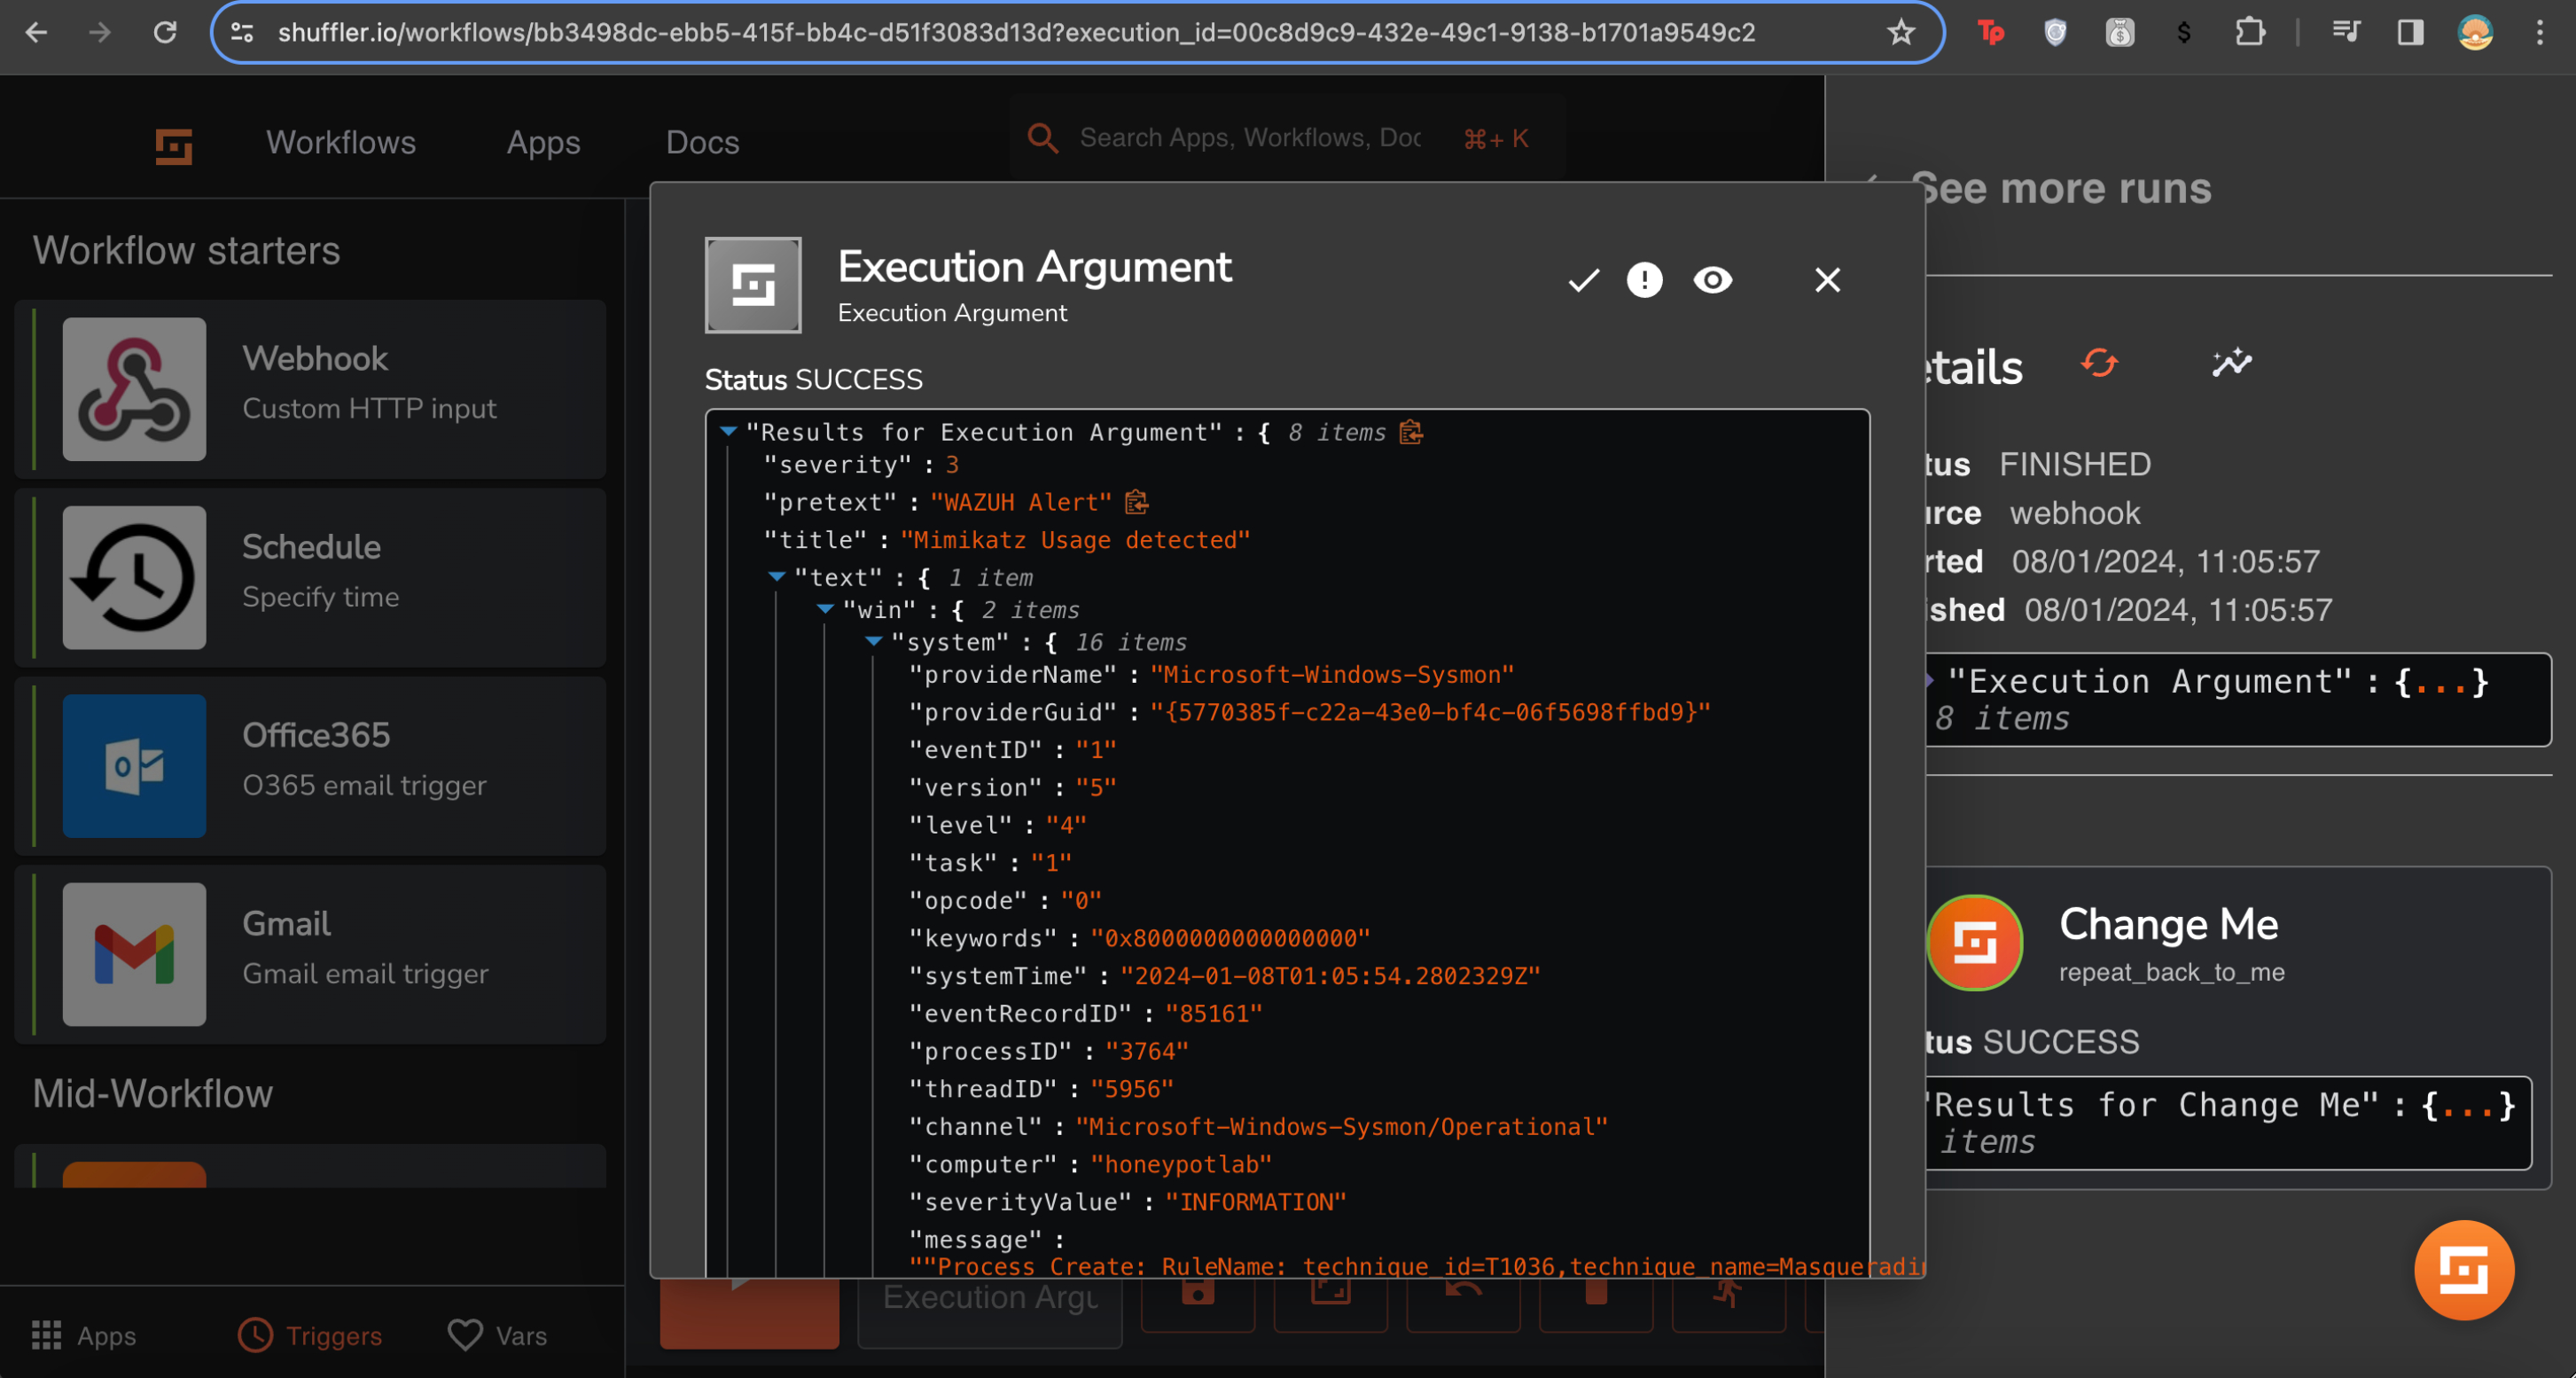 shuffler.io/workflows/bb3498dc-ebb5-415f-bb4c-d51f3083d13d?execution_id=00c8d9c9-432e-49c1-9138-b1701a9549c2
Tp
Workflows
Apps
Docs
Search Apps, Workflows, Doc
⌘+ K
Workflow starters
Webhook
Custom HTTP input
Schedule
Specify time
Office365
O365 email trigger
Gmail
Gmail email trigger
Mid-Workflow
Apps
Triggers
Vars
Execution Argument
Execution Argument
Status SUCCESS
"Results for Execution Argument" : { 8 items
"severity" : 3
"pretext" : "WAZUH Alert"
"title" : "Mimikatz Usage detected"
"text" : { 1 item
"win" : { 2 items
"system" : { 16 items
"providerName" : "Microsoft-Windows-Sysmon"
"providerGuid" : "{5770385f-c22a-43e0-bf4c-06f5698ffbd9}"
"eventID" : "1"
"version" : "5"
"level" : "4"
"task" : "1"
"opcode" : "0"
"keywords" : "0x8000000000000000"
"systemTime" : "2024-01-08T01:05:54.2802329Z"
"eventRecordID" : "85161"
"processID" : "3764"
"threadID" : "5956"
"channel" : "Microsoft-Windows-Sysmon/Operational"
"computer" : "honeypotlab"
"severityValue" : "INFORMATION"
"message" :
""Process Create: RuleName: technique_id=T1036,technique_name=Masqueradi
Execution Argu
See more runs
etails
tus FINISHED
urce webhook
rted 08/01/2024, 11:05:57
ished 08/01/2024, 11:05:57
"Execution Argument" : {...}
8 items
Change Me
repeat_back_to_me
tus SUCCESS
"Results for Change Me" : {...}
items